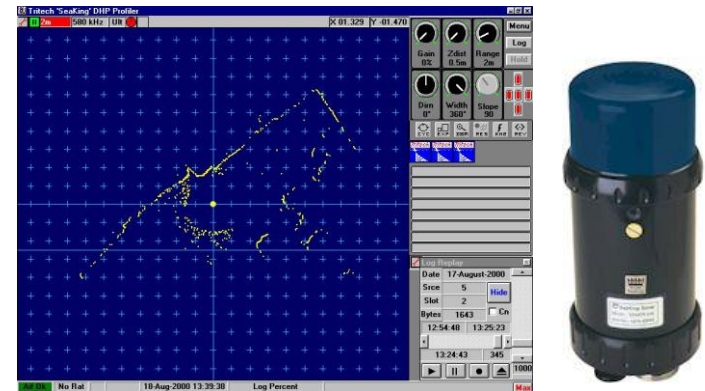 Tritech 'SeaKing' DHP Profiler
2m 580 kHz Ult X 01.329 Y -01.470
Menu
Gain Zdist Range
0% 0.5m 2m
Log
Hold
Dirn Width Slope
0° 360° 90
Log Replay
Date 17-August-2000
Srce 5
Hide
Slot 2
Bytes 1643 Cn
12:54:48 13:25:23
13:24:43 345
1000
No Rat 18-Aug-2000 13:39:38 Log Percent
Max